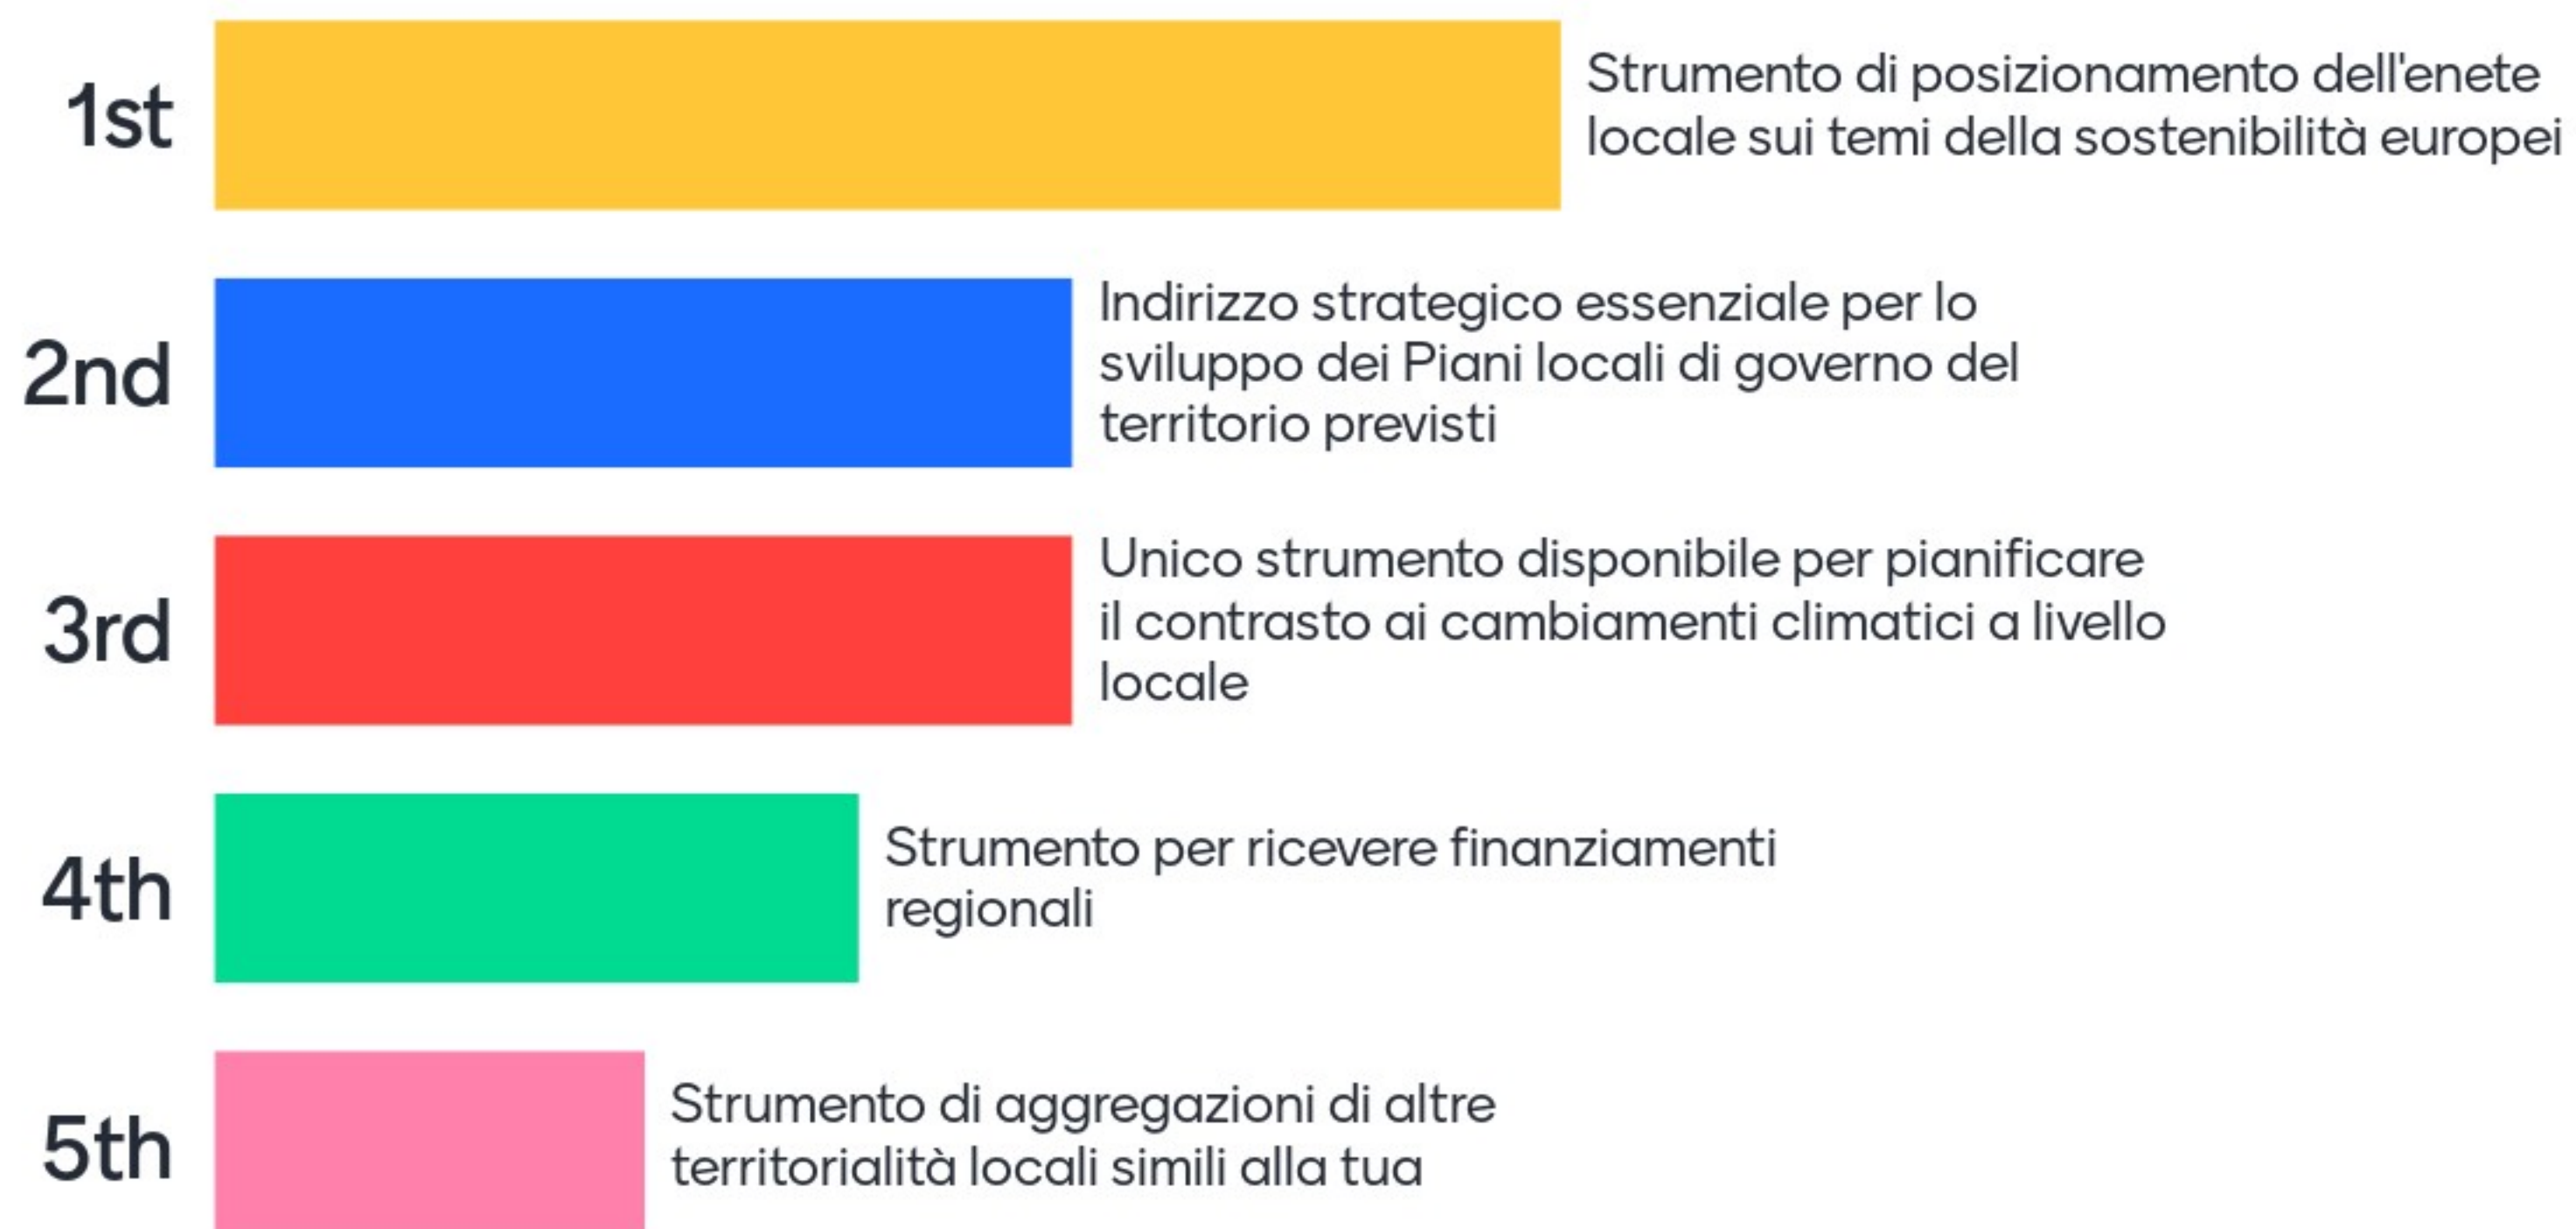 1st
Strumento di posizionamento dell'enete
locale sui temi della sostenibilità europei
2nd
Indirizzo strategico essenziale per lo
sviluppo dei Piani locali di governo del
territorio previsti
3rd
Unico strumento disponibile per pianificare
il contrasto ai cambiamenti climatici a livello
locale
4th
Strumento per ricevere finanziamenti
regionali
5th
Strumento di aggregazioni di altre
territorialità locali simili alla tua